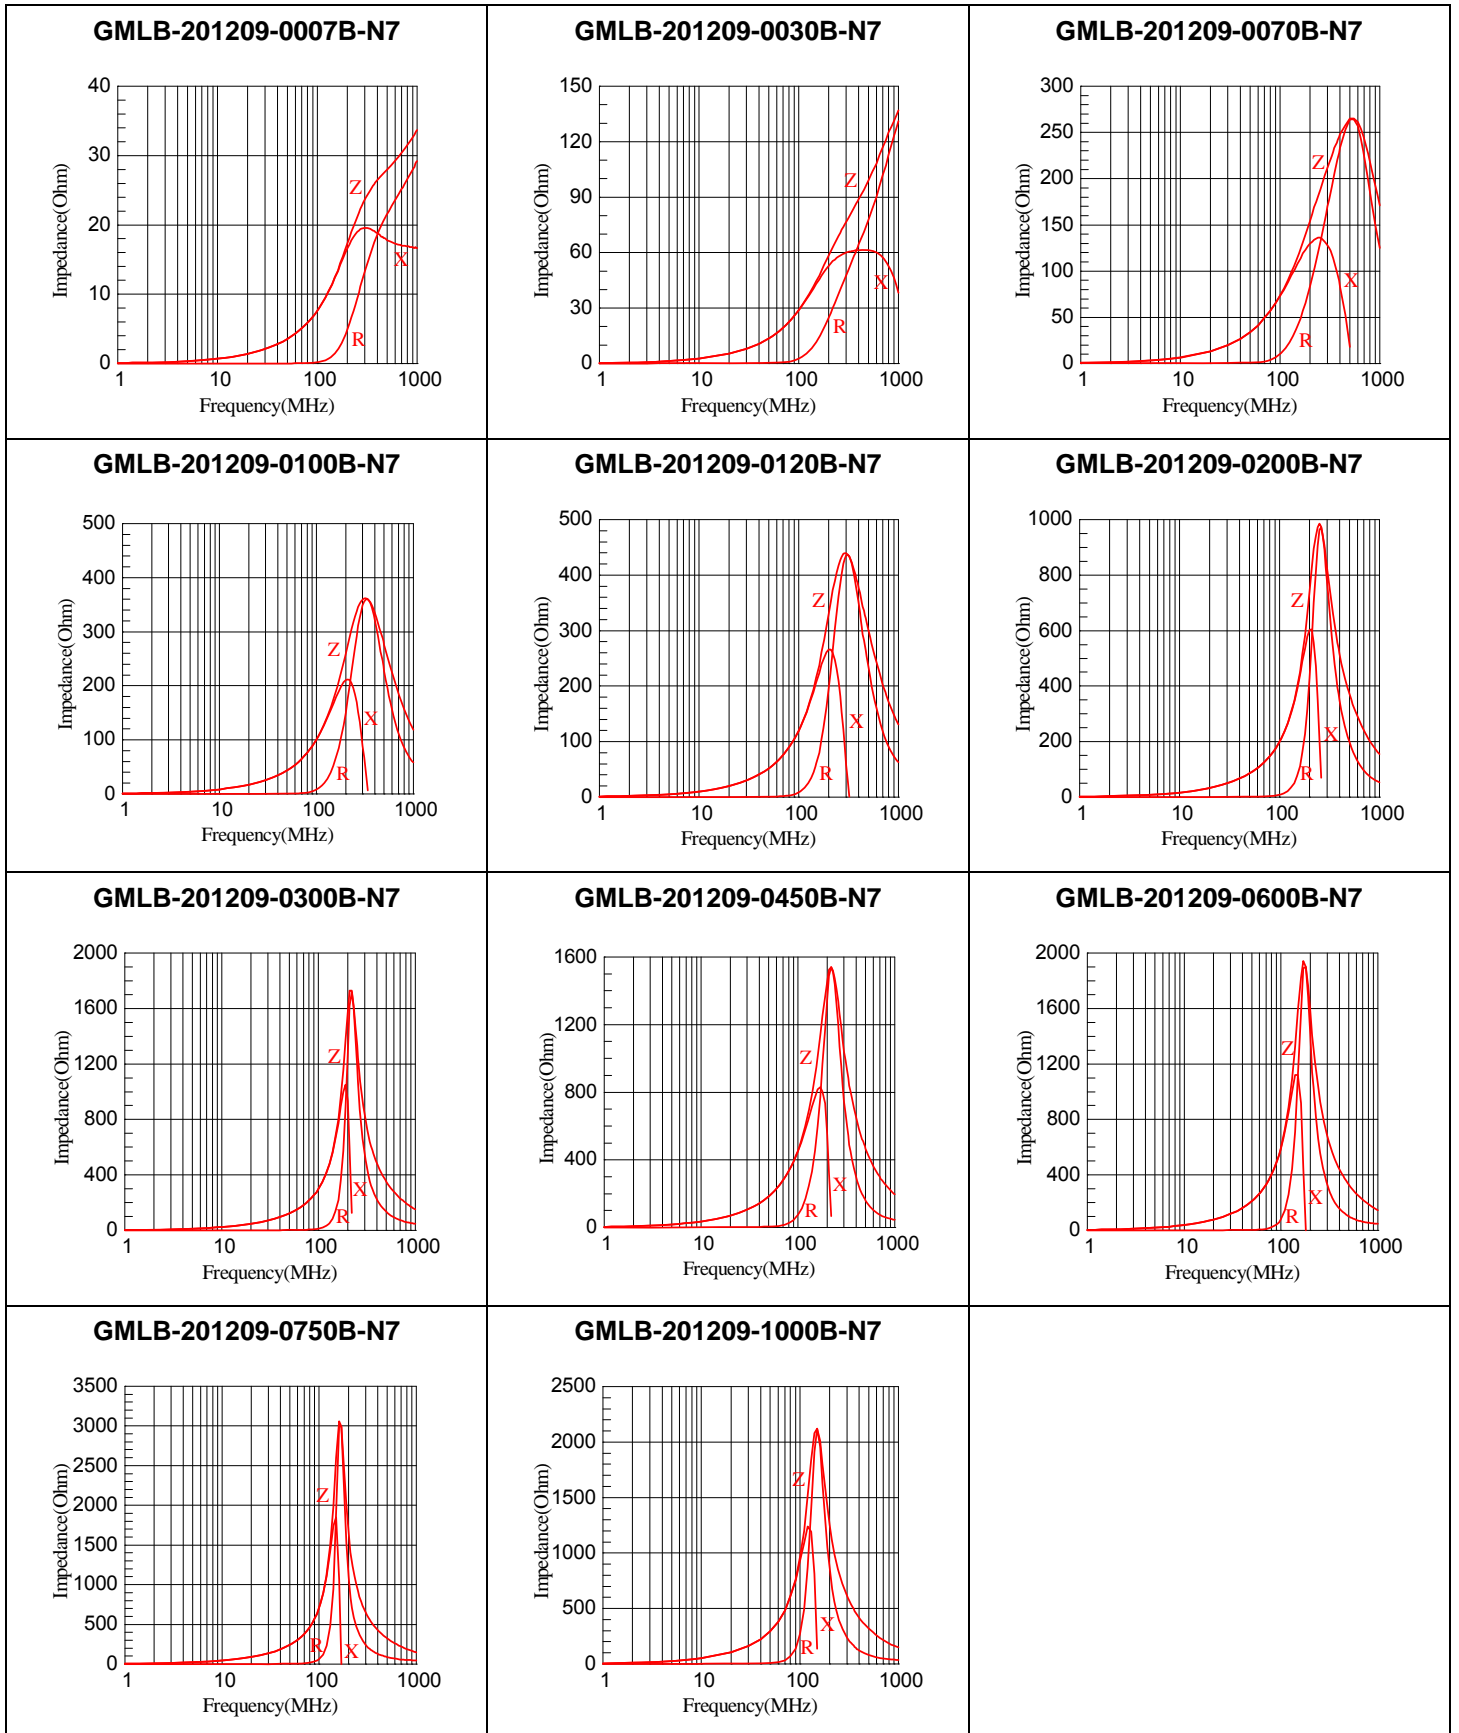 GMLB-201209-0007B-N7
40
30
20
10
0
Impedance(Ohm)
Z
X
R
1 10 100 1000
Frequency(MHz)
GMLB-201209-0030B-N7
150
120
90
60
30
0
Impedance(Ohm)
Z
X
R
1 10 100 1000
Frequency(MHz)
GMLB-201209-0070B-N7
300
250
200
150
100
50
0
Impedance(Ohm)
Z
X
R
1 10 100 1000
Frequency(MHz)
GMLB-201209-0100B-N7
500
400
300
200
100
0
Impedance(Ohm)
Z
X
R
1 10 100 1000
Frequency(MHz)
GMLB-201209-0120B-N7
500
400
300
200
100
0
Impedance(Ohm)
Z
X
R
1 10 100 1000
Frequency(MHz)
GMLB-201209-0200B-N7
1000
800
600
400
200
0
Impedance(Ohm)
Z
X
R
1 10 100 1000
Frequency(MHz)
GMLB-201209-0300B-N7
2000
1600
1200
800
400
0
Impedance(Ohm)
Z
X
R
1 10 100 1000
Frequency(MHz)
GMLB-201209-0450B-N7
1600
1200
800
400
0
Impedance(Ohm)
Z
X
R
1 10 100 1000
Frequency(MHz)
GMLB-201209-0600B-N7
2000
1600
1200
800
400
0
Impedance(Ohm)
Z
X
R
1 10 100 1000
Frequency(MHz)
GMLB-201209-0750B-N7
3500
3000
2500
2000
1500
1000
500
0
Impedance(Ohm)
Z
R
X
1 10 100 1000
Frequency(MHz)
GMLB-201209-1000B-N7
2500
2000
1500
1000
500
0
Impedance(Ohm)
Z
X
R
1 10 100 1000
Frequency(MHz)